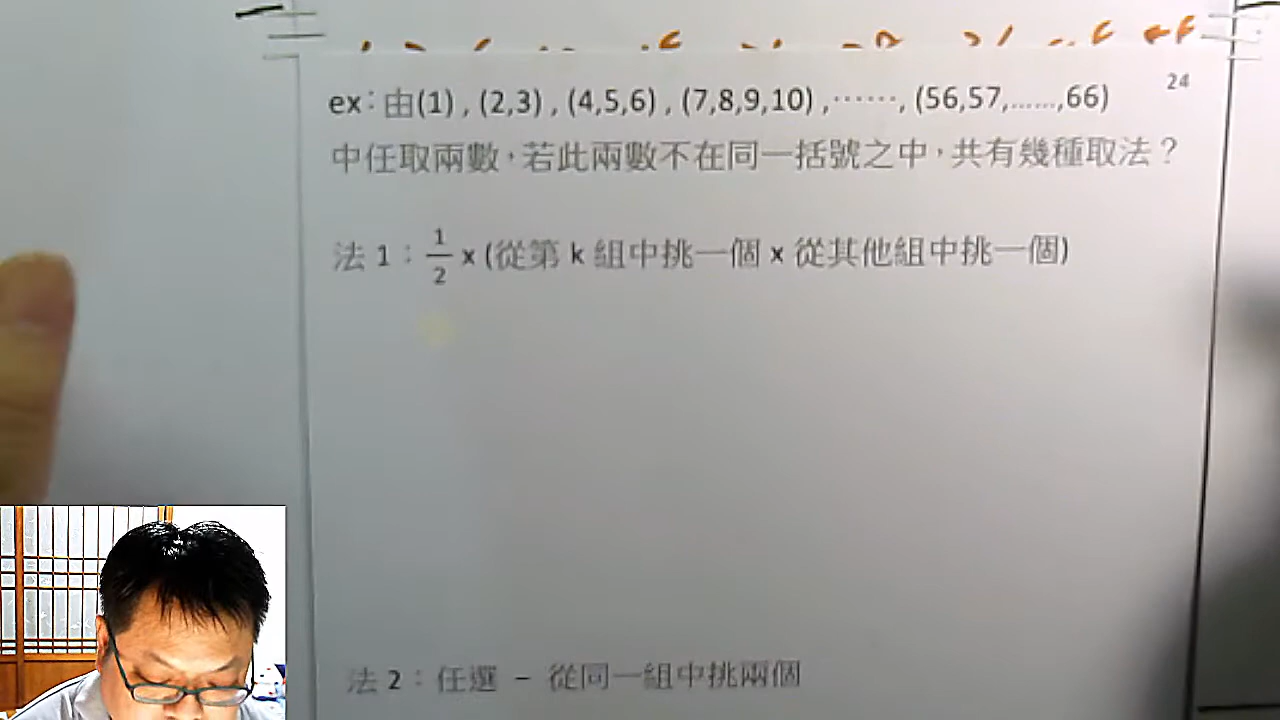 24
ex：由(1) , (2,3) , (4,5,6) , (7,8,9,10) ,……, (56,57,……,66)
中任取兩數，若此兩數不在同一括號之中，共有幾種取法？
法 1：1/2 x (從第 k 組中挑一個 x 從其他組中挑一個)
法 2：任選 - 從同一組中挑兩個